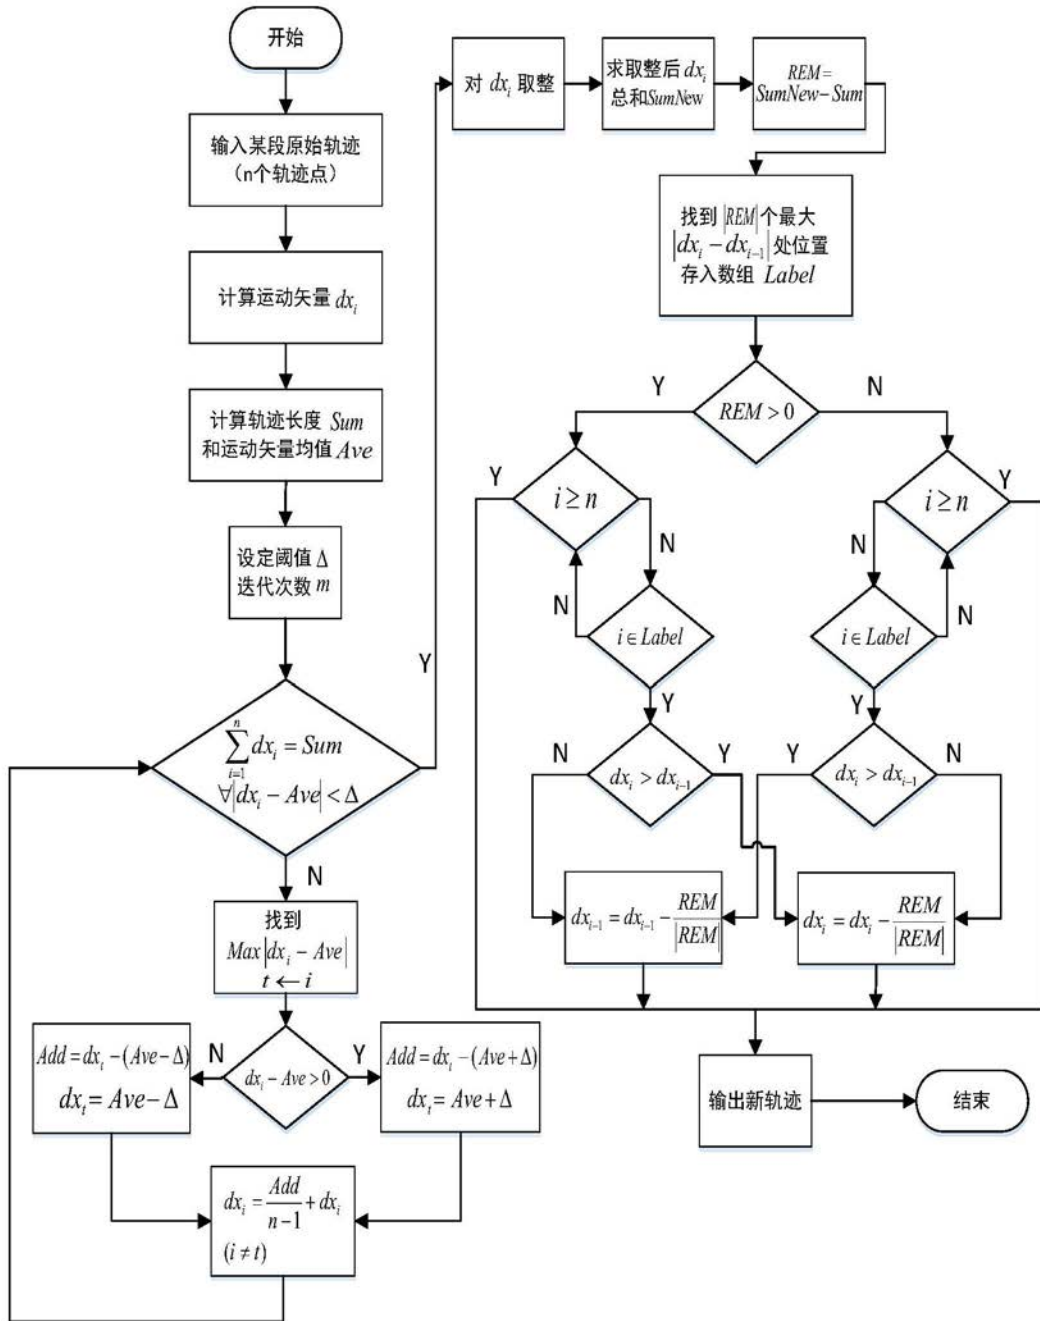 开始
输入某段原始轨迹
（n个轨迹点）
计算运动矢量 dx_i
计算轨迹长度 Sum
和运动矢量均值 Ave
设定阈值 Δ
迭代次数 m
Y
∑_{i=1}^{n} dx_i = Sum
∀|dx_i − Ave| < Δ
N
找到
Max|dx_i − Ave|
t ← i
N
dx_i − Ave > 0
Y
Add = dx_i − (Ave − Δ)
dx_t = Ave − Δ
Add = dx_i − (Ave + Δ)
dx_t = Ave + Δ
dx_i = Add/(n−1) + dx_i
(i ≠ t)
对 dx_i 取整
求取整后 dx_i
总和SumNew
REM =
SumNew − Sum
找到 |REM| 个最大
|dx_i − dx_{i−1}| 处位置
存入数组 Label
Y
REM > 0
N
Y
i ≥ n
N
N
i ∈ Label
Y
N
dx_i > dx_{i−1}
Y
i ≥ n
Y
N
N
i ∈ Label
Y
Y
dx_i > dx_{i−1}
N
dx_{i−1} = dx_{i−1} − REM/|REM|
dx_i = dx_i − REM/|REM|
输出新轨迹
结束